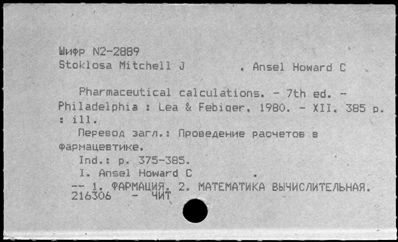 Шифр N2-28В9
Stoklosa Mitchell J , Ansel Howard C
Pharmaceutical calculations. - 7th ed. -
Philadelphia : Lea & Febiger, 1980. - XII, 385 p.
: ill.
Перевод загл.: Проведение расчетов в
фармацевтике.
Ind.: p. 375-385.
I. Ansel Howard C .
-- 1. ФАРМАЦИЯ. 2. МАТЕМАТИКА ВЫЧИСЛИТЕЛЬНАЯ.
216306 - ЧИТ